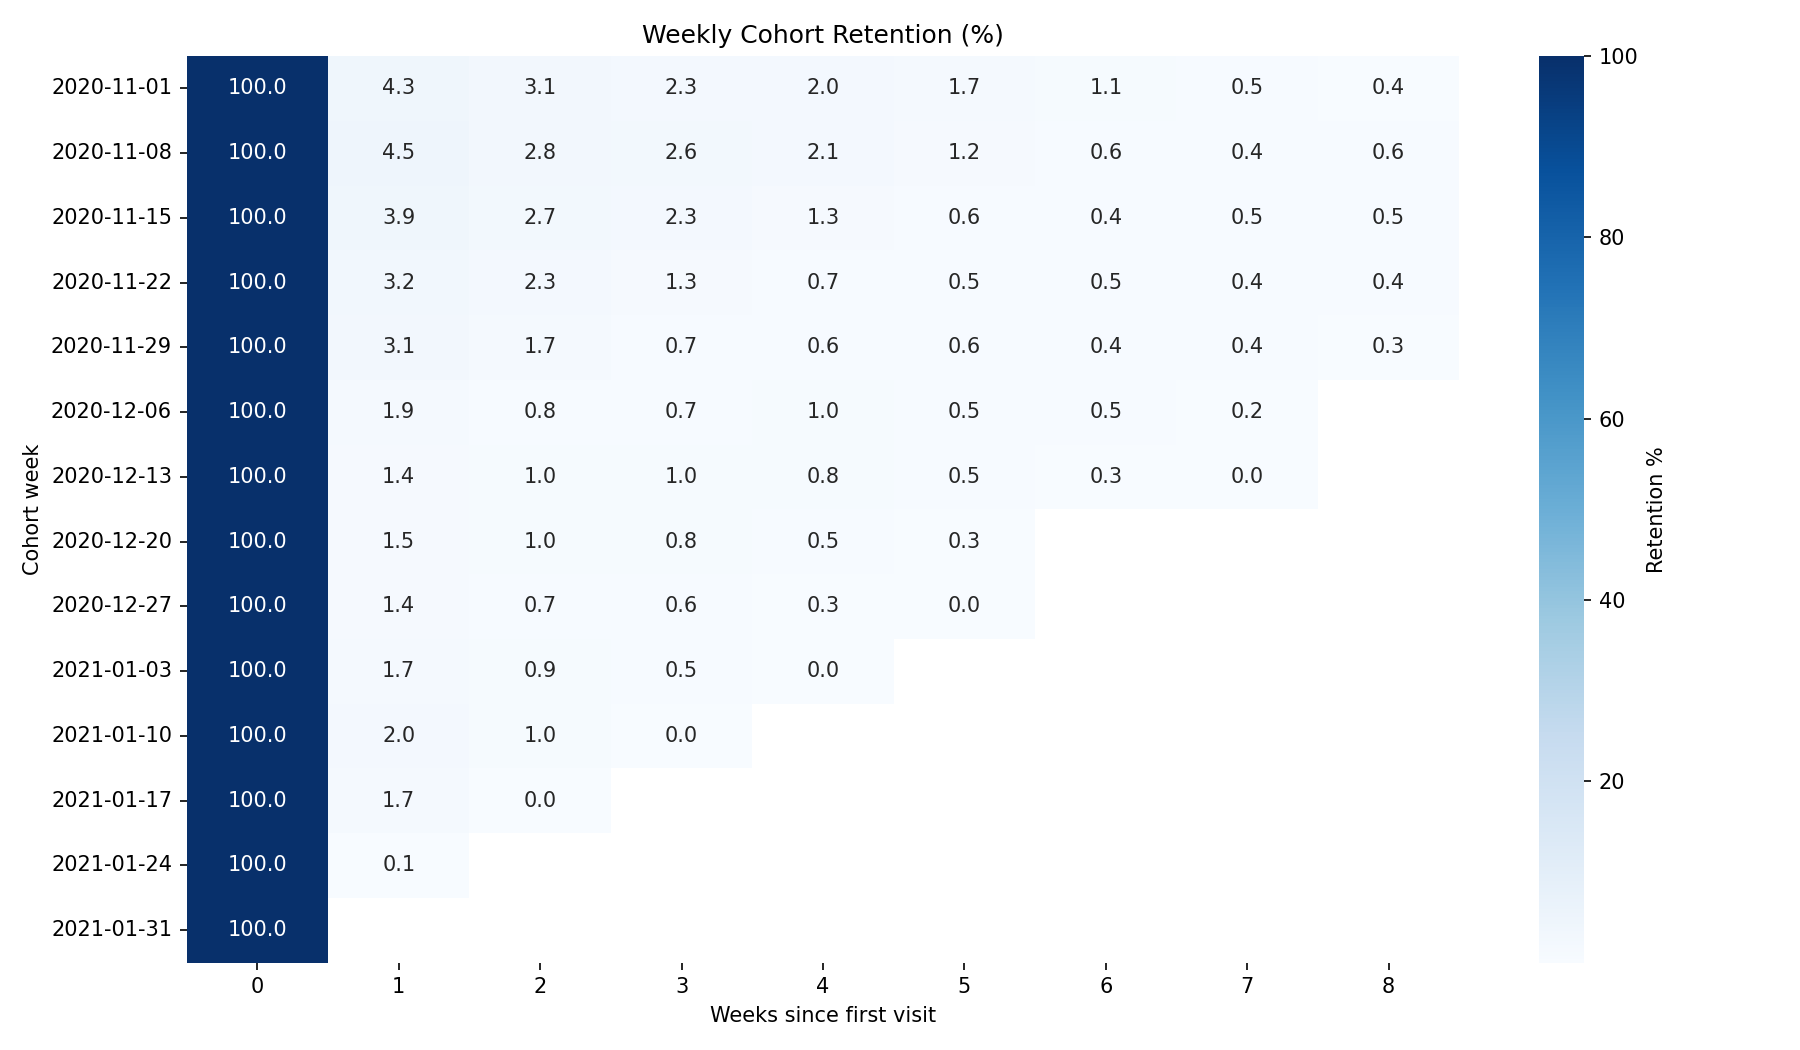 Weekly Cohort Retention (%)
2020-11-01 100.0 4.3 3.1 2.3 2.0 1.7 1.1 0.5 0.4
2020-11-08 100.0 4.5 2.8 2.6 2.1 1.2 0.6 0.4 0.6
2020-11-15 100.0 3.9 2.7 2.3 1.3 0.6 0.4 0.5 0.5
2020-11-22 100.0 3.2 2.3 1.3 0.7 0.5 0.5 0.4 0.4
2020-11-29 100.0 3.1 1.7 0.7 0.6 0.6 0.4 0.4 0.3
2020-12-06 100.0 1.9 0.8 0.7 1.0 0.5 0.5 0.2
2020-12-13 100.0 1.4 1.0 1.0 0.8 0.5 0.3 0.0
2020-12-20 100.0 1.5 1.0 0.8 0.5 0.3
2020-12-27 100.0 1.4 0.7 0.6 0.3 0.0
2021-01-03 100.0 1.7 0.9 0.5 0.0
2021-01-10 100.0 2.0 1.0 0.0
2021-01-17 100.0 1.7 0.0
2021-01-24 100.0 0.1
2021-01-31 100.0
0 1 2 3 4 5 6 7 8
Weeks since first visit
Cohort week
100
80
60
40
20
Retention %